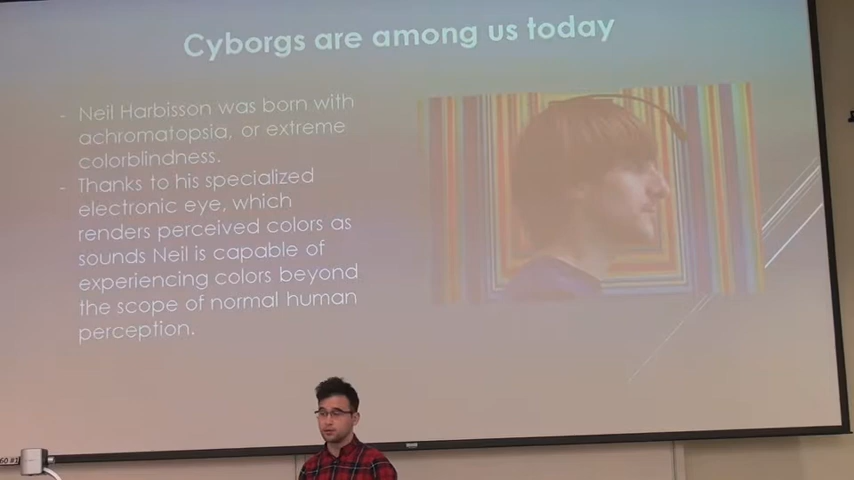 Cyborgs are among us today
- Neil Harbisson was born with
achromatopsia, or extreme
colorblindness.
- Thanks to his specialized
electronic eye, which
renders perceived colors as
sounds Neil is capable of
experiencing colors beyond
the scope of normal human
perception.
60 #1